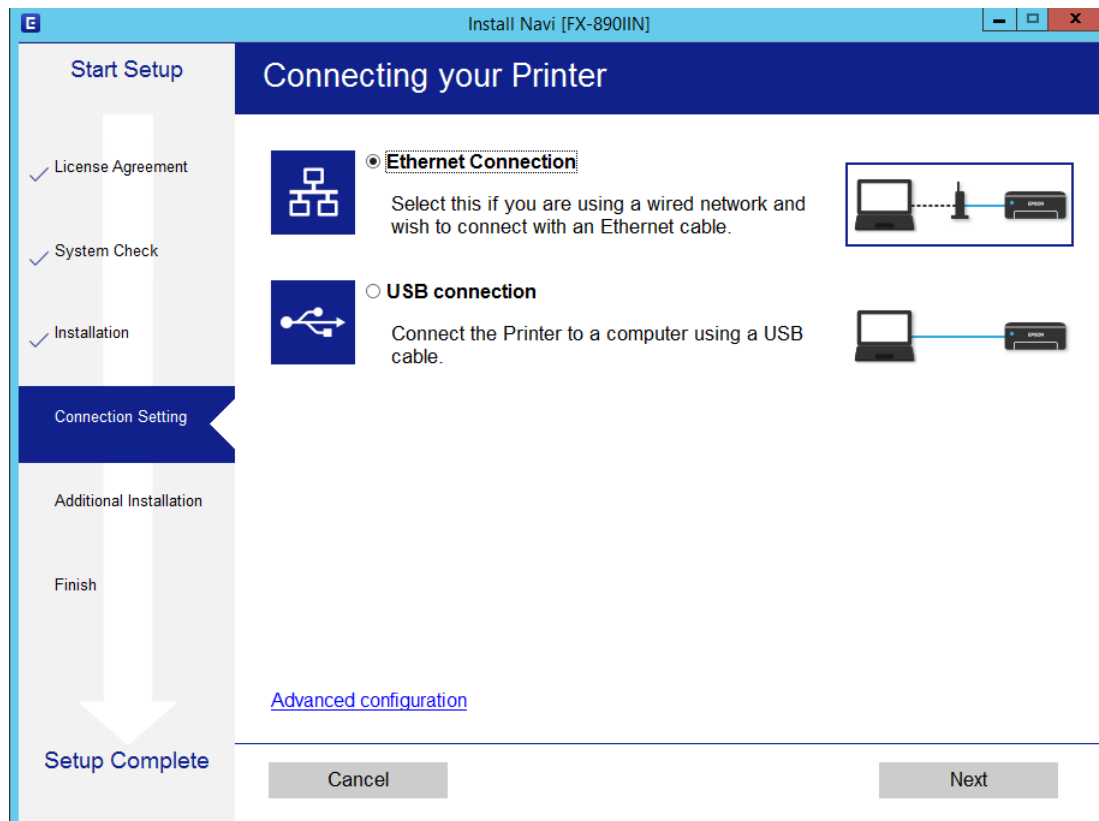 E
Install Navi [FX-890IIN]
Start Setup
License Agreement
System Check
Installation
Connection Setting
Additional Installation
Finish
Setup Complete
Connecting your Printer
Ethernet Connection
Select this if you are using a wired network and
wish to connect with an Ethernet cable.
EPSON
USB connection
Connect the Printer to a computer using a USB
cable.
EPSON
Advanced configuration
Cancel
Next